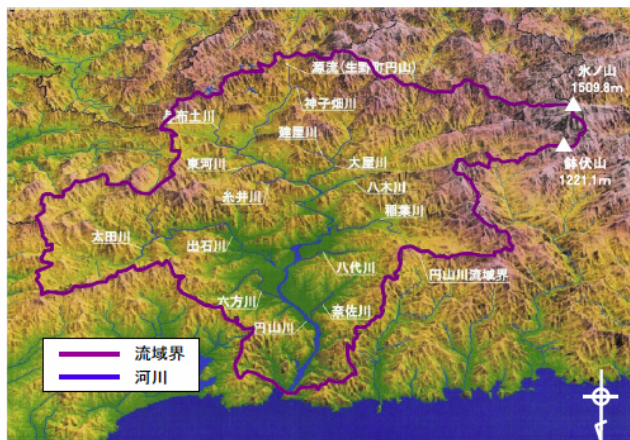 源流(生野町円山)
氷ノ山
1509.8m
神子畑川
与布土川
建屋川
鉢伏山
1221.1m
東河川
大屋川
八木川
糸井川
稲葉川
太田川
出石川
八代川
円山川流域界
六方川
奈佐川
円山川
流域界
河川